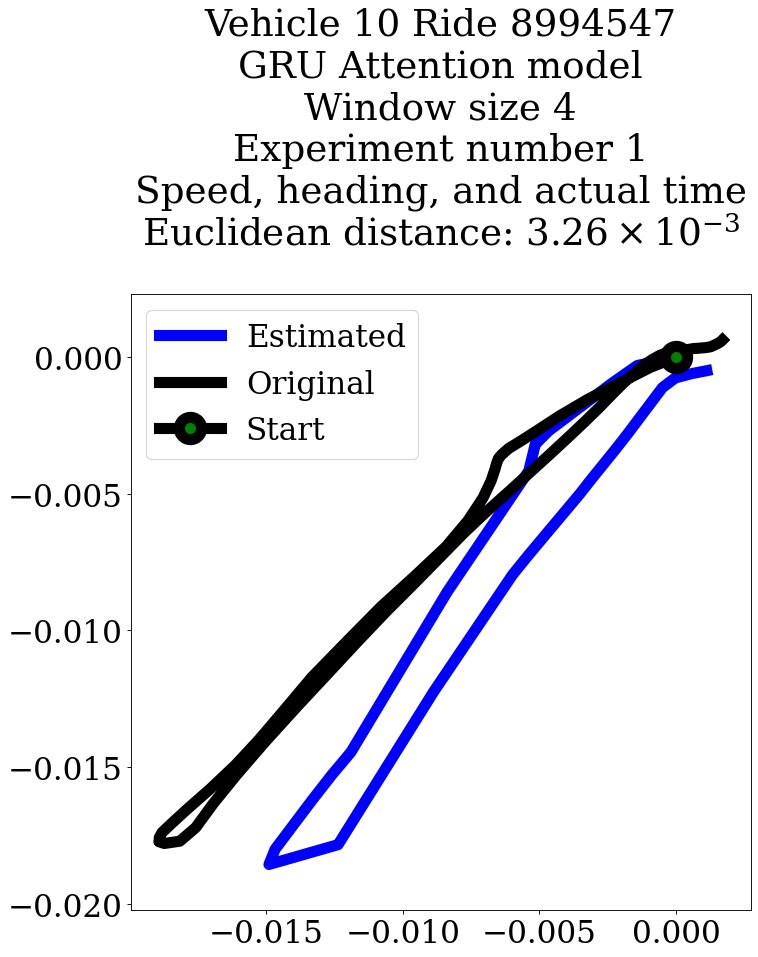 Vehicle 10 Ride 8994547
GRU Attention model
Window size 4
Experiment number 1
Speed, heading, and actual time
Euclidean distance: 3.26 × 10⁻³
Estimated
Original
Start
0.000
−0.005
−0.010
−0.015
−0.020
−0.015 −0.010 −0.005 0.000